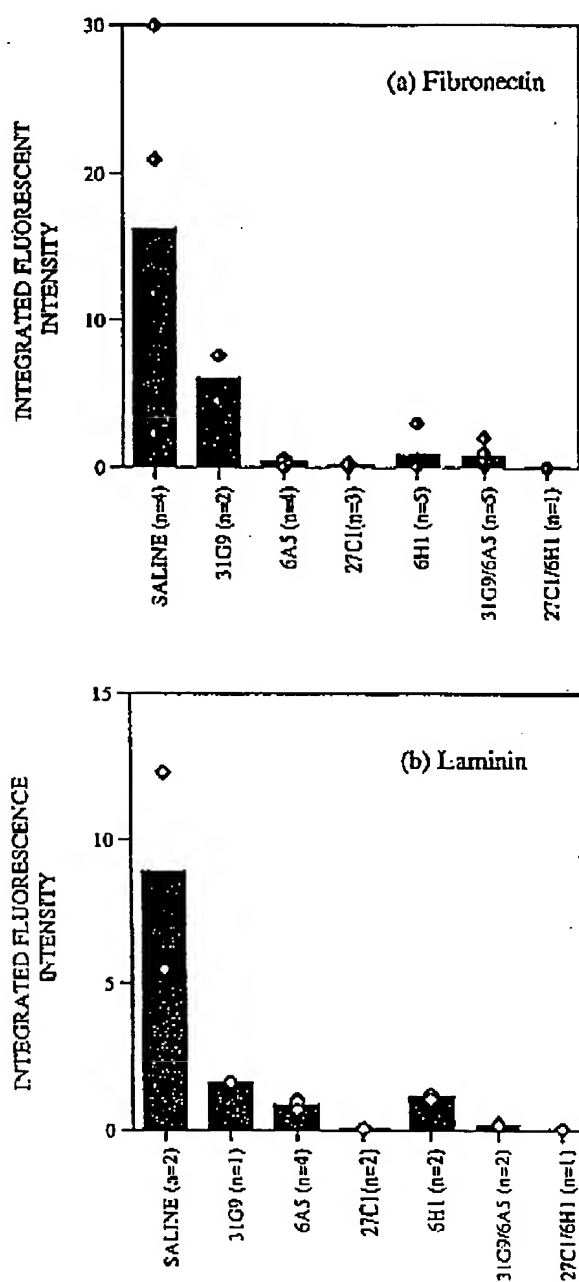 30
(a) Fibronectin
INTEGRATED FLUORESCENT
INTENSITY
20
10
0
SALINE (n=4)
31G9 (n=2)
6A5 (n=4)
27C1(n=3)
6H1 (n=5)
31G9/6A5 (n=5)
27C1/6H1 (n=1)
15
(b) Laminin
INTEGRATED FLUORESCENCE
INTENSITY
10
5
0
SALINE (n=2)
31G9 (n=1)
6A5 (n=4)
27C1(n=2)
6H1 (n=2)
31G9/6A5 (n=2)
27C1/6H1 (n=1)